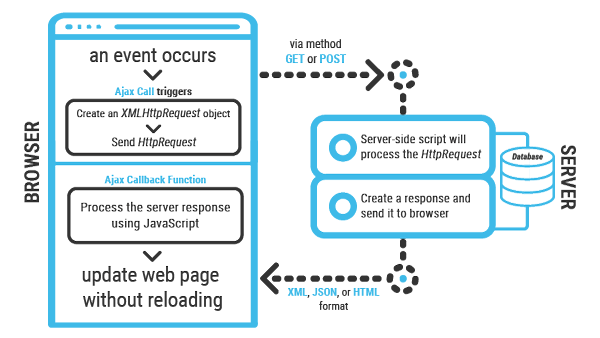 BROWSER
an event occurs
Ajax Call triggers
Create an XMLHttpRequest object
Send HttpRequest
Ajax Callback Function
Process the server response
using JavaScript
update web page
without reloading
via method
GET or POST
Server-side script will
process the HttpRequest
Create a response and
send it to browser
Database
SERVER
XML, JSON, or HTML
format